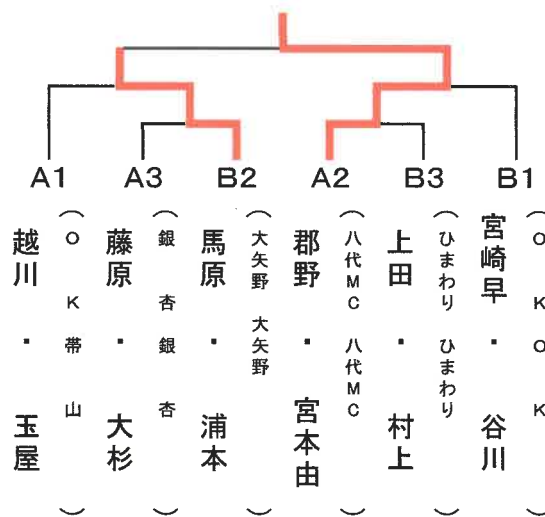 A1 A3 B2 A2 B3 B1
越川・玉屋
(OK帯山)
藤原・大杉
(銀杏銀杏)
馬原・浦本
(大矢野 大矢野)
郡野・宮本由
(八代MC 八代MC)
上田・村上
(ひまわり ひまわり)
宮崎早・谷川
(OKOK)